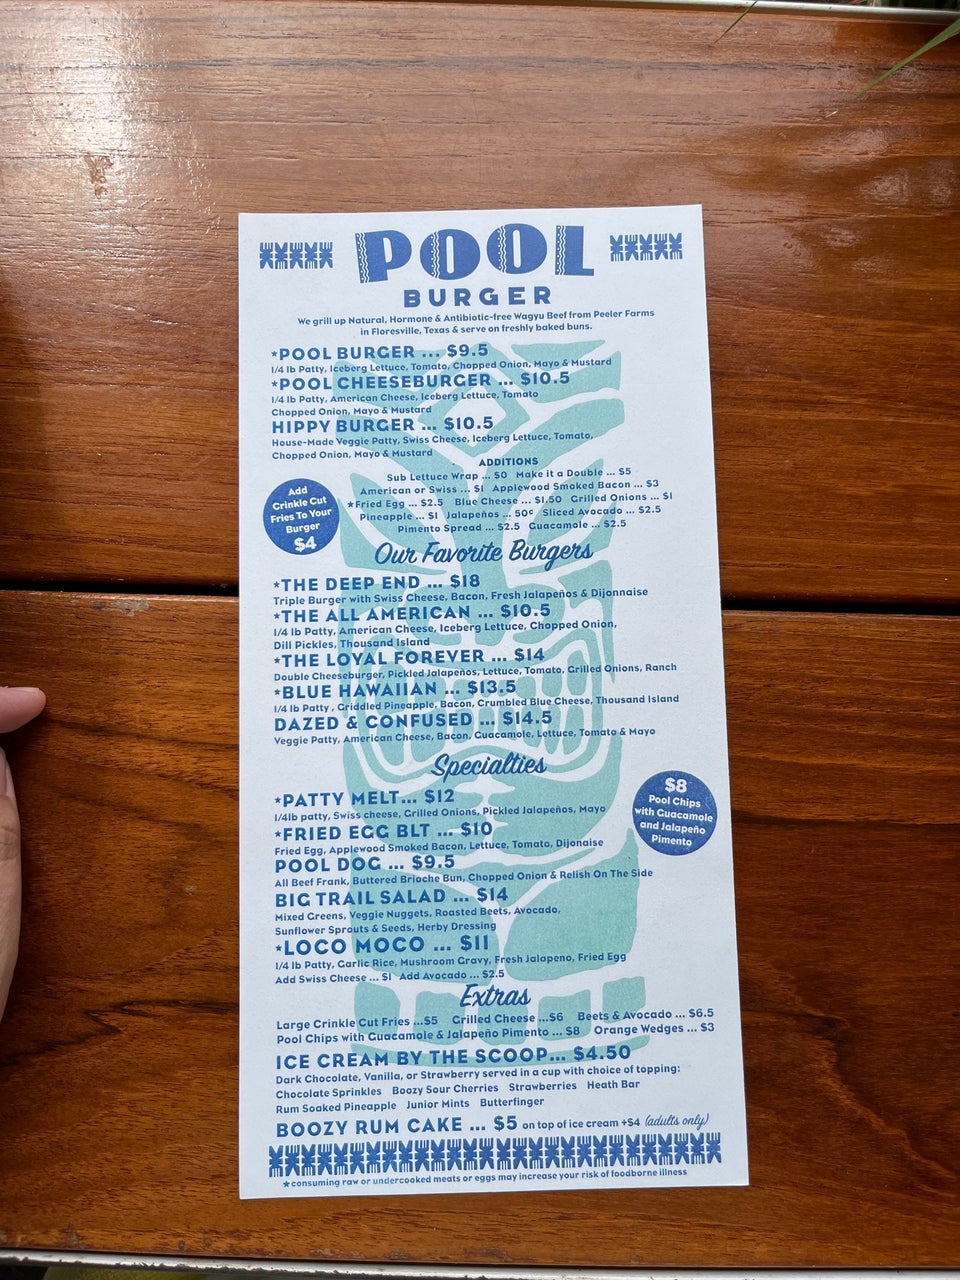 POOL
BURGER
We grill up Natural, Hormone & Antibiotic-free Wagyu Beef from Peeler Farms
in Floresville, Texas & serve on freshly baked buns.
*POOL BURGER ... $9.5
1/4 lb Patty, Iceberg Lettuce, Tomato, Chopped Onion, Mayo & Mustard
*POOL CHEESEBURGER ... $10.5
1/4 lb Patty, American Cheese, Iceberg Lettuce, Tomato
Chopped Onion, Mayo & Mustard
HIPPY BURGER ... $10.5
House-Made Veggie Patty, Swiss Cheese, Iceberg Lettuce, Tomato,
Chopped Onion, Mayo & Mustard
ADDITIONS
Sub Lettuce Wrap ... $0 Make it a Double ... $5
American or Swiss ... $1 Applewood Smoked Bacon ... $3
*Fried Egg ... $2.5 Blue Cheese ... $1.50 Grilled Onions ... $1
Pineapple ... $1 Jalapeños ... 50¢ Sliced Avocado ... $2.5
Pimento Spread ... $2.5 Guacamole ... $2.5
Add
Crinkle Cut
Fries To Your
Burger
$4
Our Favorite Burgers
*THE DEEP END ... $18
Triple Burger with Swiss Cheese, Bacon, Fresh Jalapeños & Dijonnaise
*THE ALL AMERICAN ... $10.5
1/4 lb Patty, American Cheese, Iceberg Lettuce, Chopped Onion,
Dill Pickles, Thousand Island
*THE LOYAL FOREVER ... $14
Double Cheeseburger, Pickled Jalapeños, Lettuce, Tomato, Grilled Onions, Ranch
*BLUE HAWAIIAN ... $13.5
1/4 lb Patty , Griddled Pineapple, Bacon, Crumbled Blue Cheese, Thousand Island
DAZED & CONFUSED ... $14.5
Veggie Patty, American Cheese, Bacon, Guacamole, Lettuce, Tomato & Mayo
Specialties
*PATTY MELT... $12
1/4lb patty, Swiss cheese, Grilled Onions, Pickled Jalapeños, Mayo
*FRIED EGG BLT ... $10
Fried Egg, Applewood Smoked Bacon, Lettuce, Tomato, Dijonaise
POOL DOG ... $9.5
All Beef Frank, Buttered Brioche Bun, Chopped Onion & Relish On The Side
BIG TRAIL SALAD ... $14
Mixed Greens, Veggie Nuggets, Roasted Beets, Avocado,
Sunflower Sprouts & Seeds, Herby Dressing
*LOCO MOCO ... $11
1/4 lb Patty, Garlic Rice, Mushroom Gravy, Fresh Jalapeno, Fried Egg
Add Swiss Cheese ... $1 Add Avocado ... $2.5
$8
Pool Chips
with Guacamole
and Jalapeño
Pimento
Extras
Large Crinkle Cut Fries ...$5 Grilled Cheese ...$6 Beets & Avocado ... $6.5
Pool Chips with Guacamole & Jalapeño Pimento ... $8 Orange Wedges ... $3
ICE CREAM BY THE SCOOP... $4.50
Dark Chocolate, Vanilla, or Strawberry served in a cup with choice of topping:
Chocolate Sprinkles Boozy Sour Cherries Strawberries Heath Bar
Rum Soaked Pineapple Junior Mints Butterfinger
BOOZY RUM CAKE ... $5 on top of ice cream +$4 (adults only)
*consuming raw or undercooked meats or eggs may increase your risk of foodborne illness